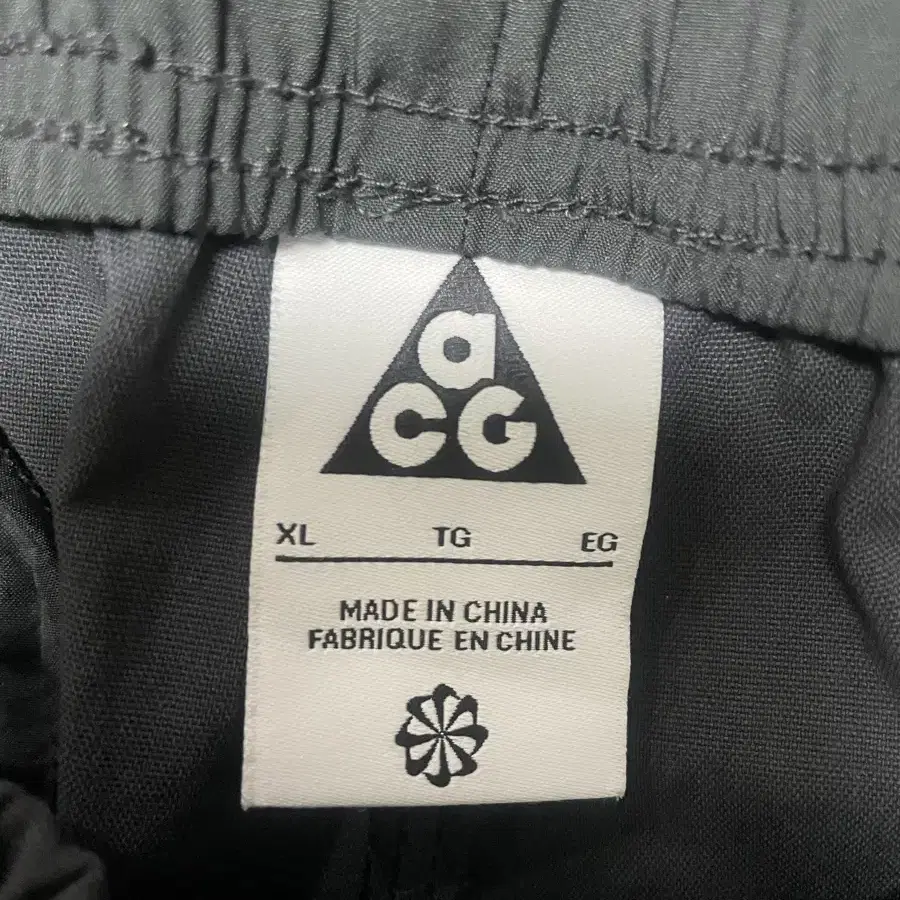 a
CG
XL TG EG
MADE IN CHINA
FABRIQUE EN CHINE